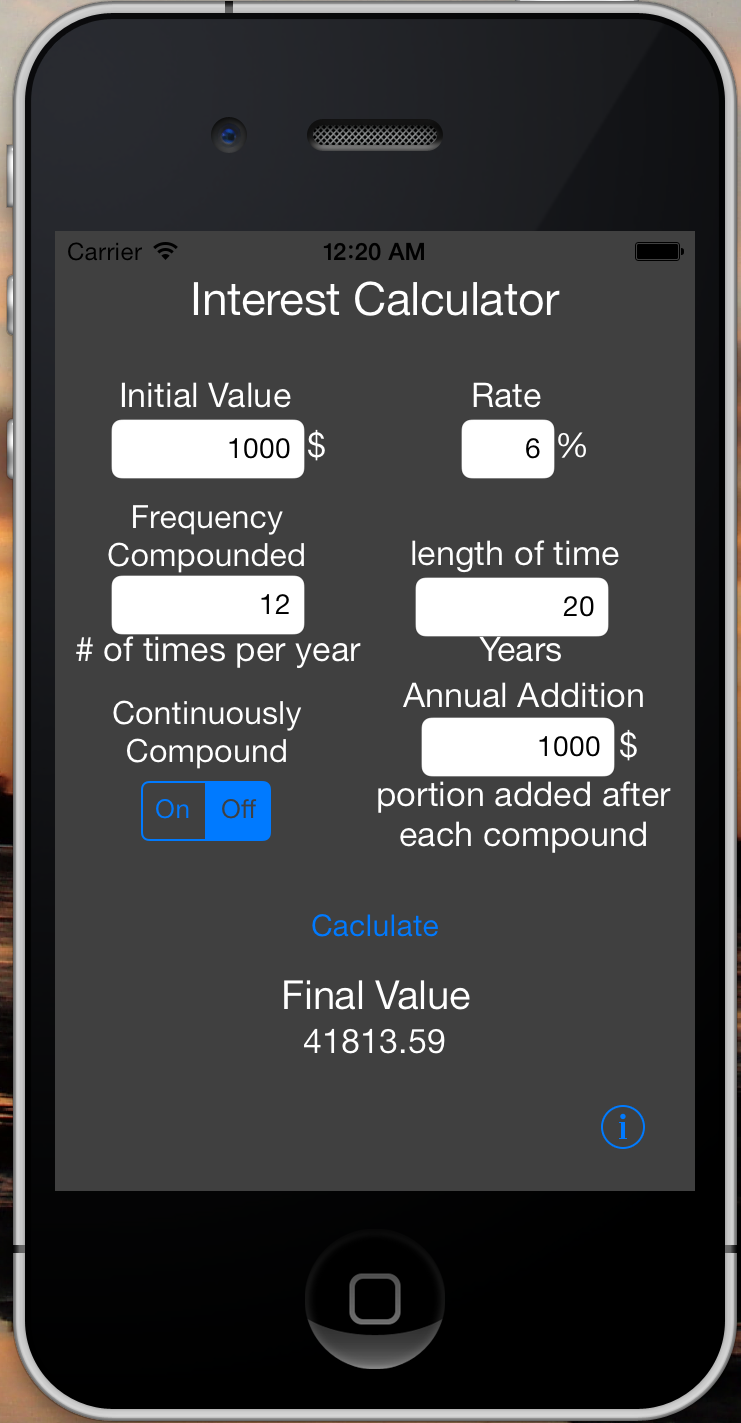 Carrier 12:20 AM
Interest Calculator
Initial Value Rate
1000 $ 6 %
Frequency
Compounded length of time
12 20
# of times per year Years
Continuously Annual Addition
Compound 1000 $
On Off portion added after
each compound
Caclulate
Final Value
41813.59
i